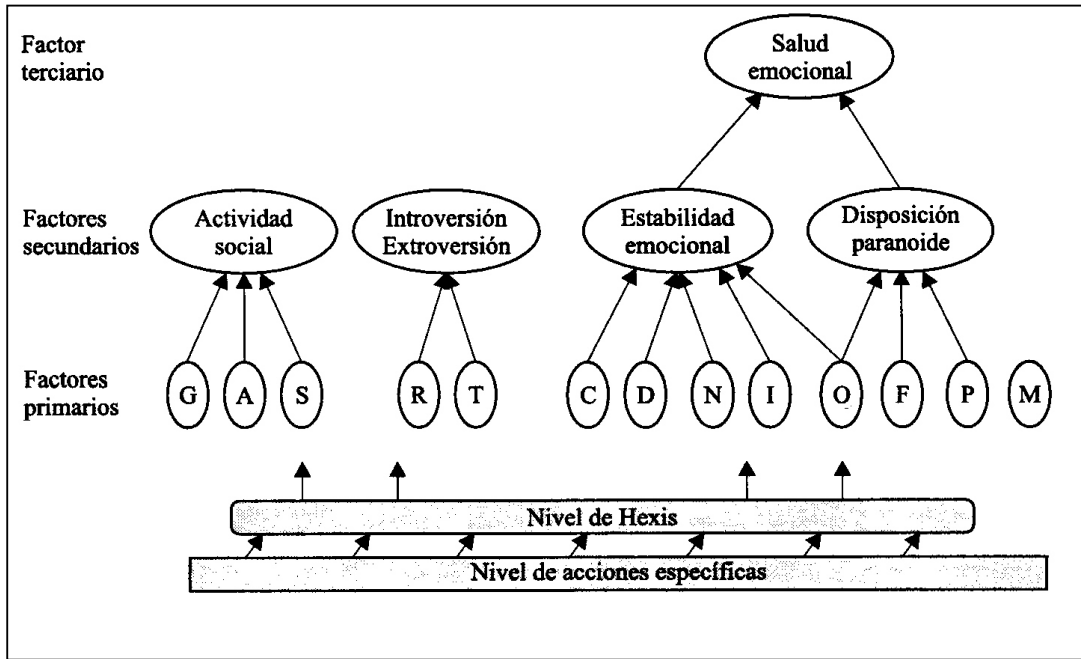 Factor
terciario
Salud
emocional
Factores
secundarios
Actividad
social
Introversión
Extroversión
Estabilidad
emocional
Disposición
paranoide
Factores
primarios
G A S R T C D N I O F P M
Nivel de Hexis
Nivel de acciones específicas